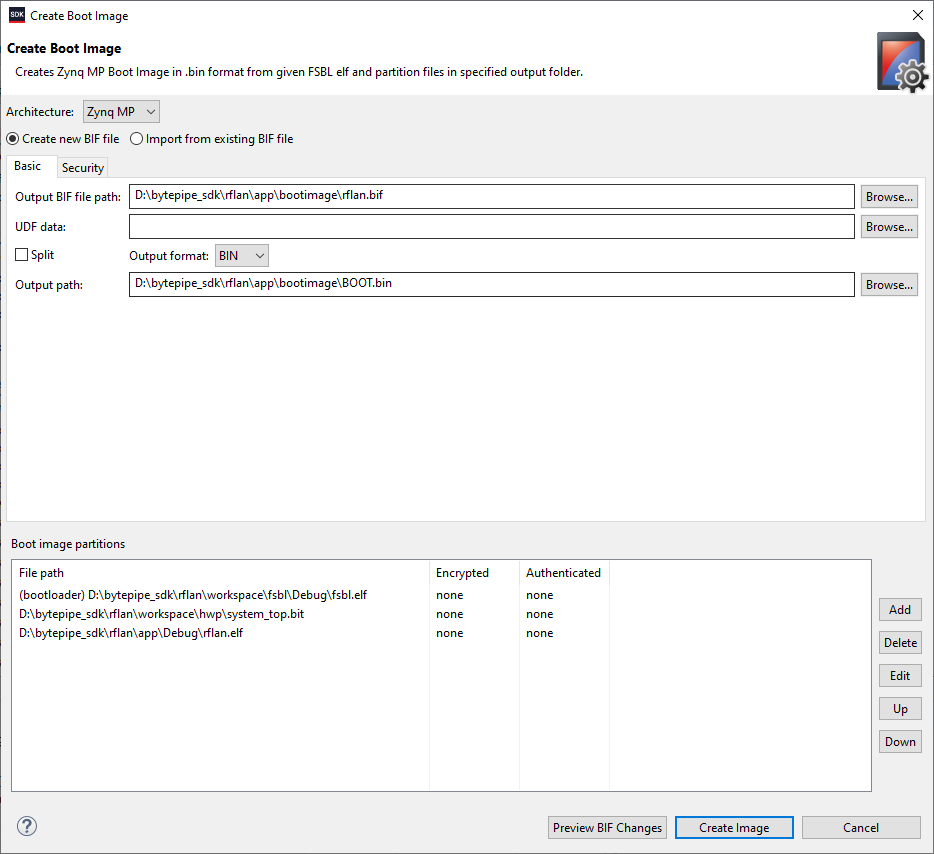 SDK Create Boot Image
Create Boot Image
Creates Zynq MP Boot Image in .bin format from given FSBL elf and partition files in specified output folder.
Architecture: Zynq MP
Create new BIF file Import from existing BIF file
Basic Security
Output BIF file path: D:\bytepipe_sdk\rflan\app\bootimage\rflan.bif Browse...
UDF data: Browse...
Split Output format: BIN
Output path: D:\bytepipe_sdk\rflan\app\bootimage\BOOT.bin Browse...
Boot image partitions
File path Encrypted Authenticated
(bootloader) D:\bytepipe_sdk\rflan\workspace\fsbl\Debug\fsbl.elf none none
D:\bytepipe_sdk\rflan\workspace\hwp\system_top.bit none none
D:\bytepipe_sdk\rflan\app\Debug\rflan.elf none none
Add
Delete
Edit
Up
Down
? Preview BIF Changes Create Image Cancel